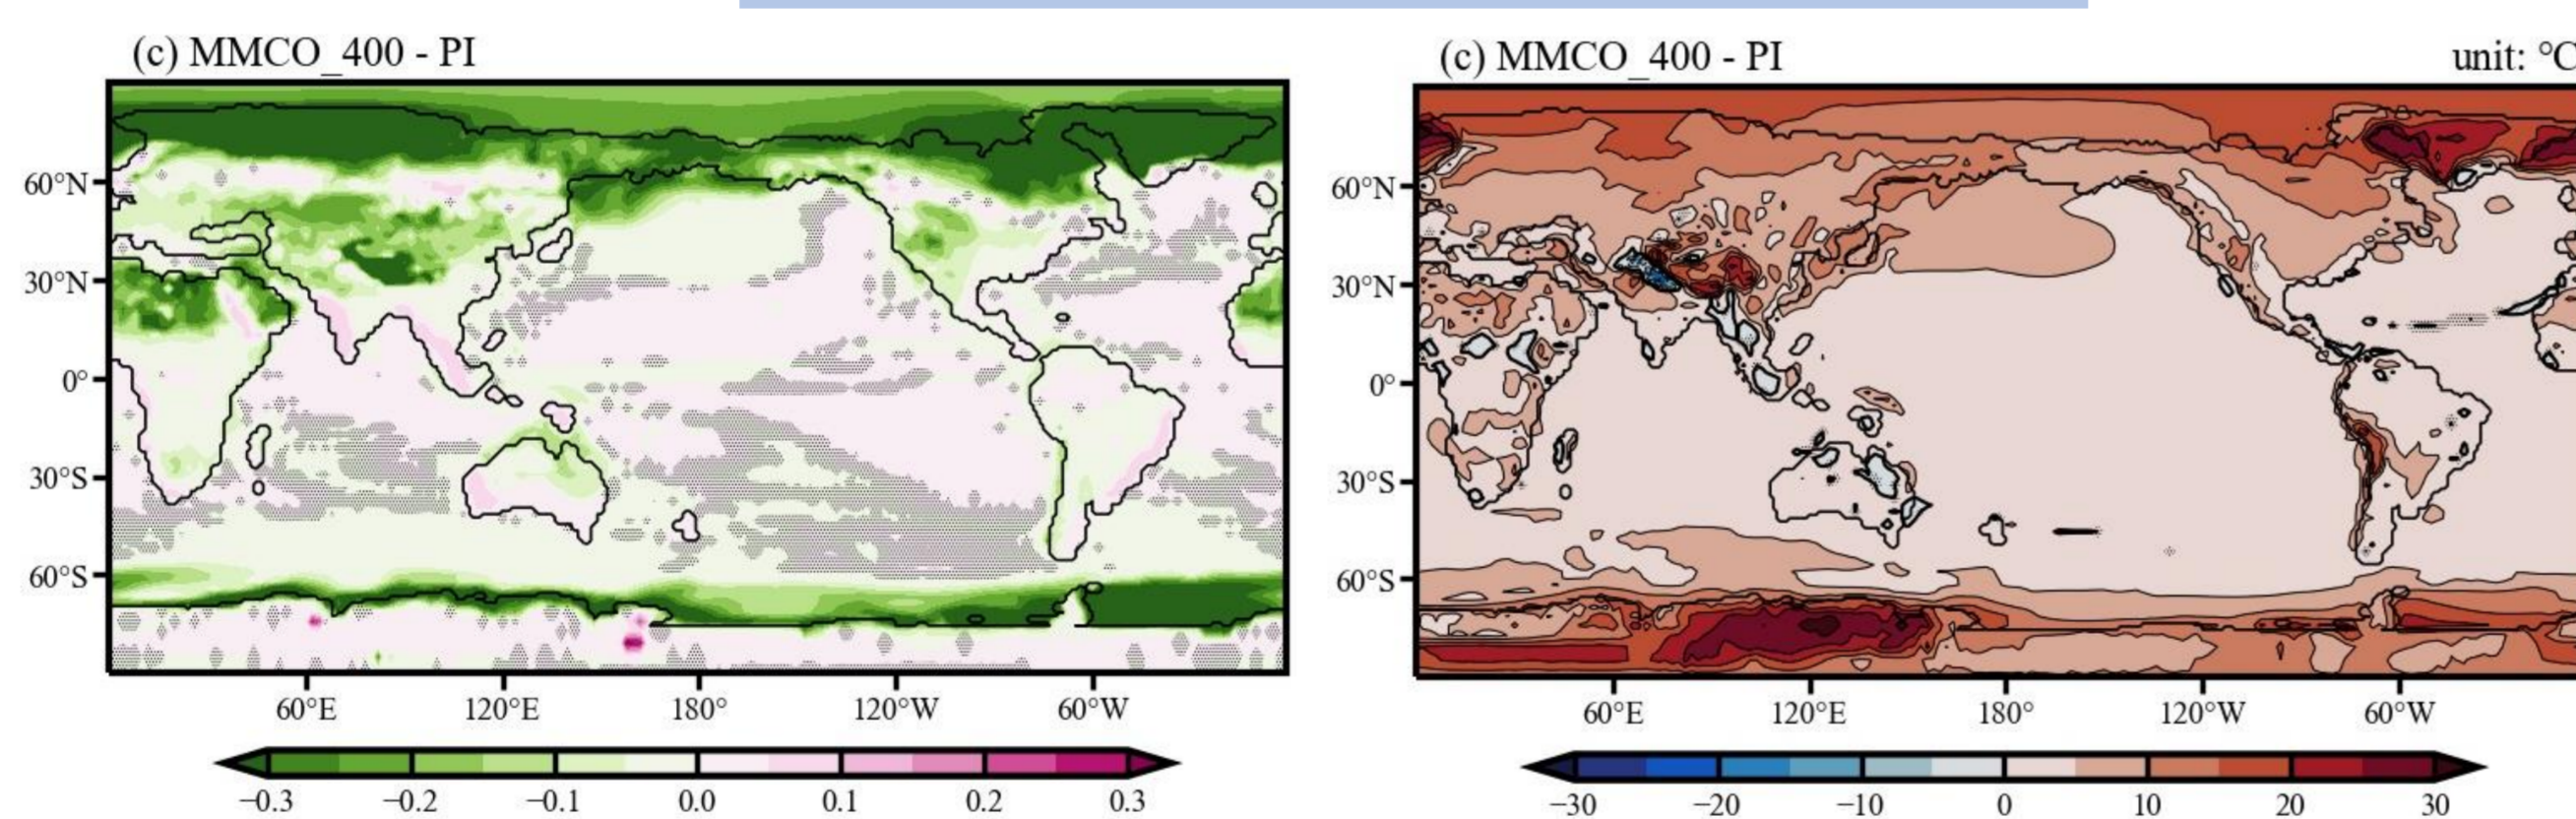 (c) MMCO_400 - PI
60°N
30°N
0°
30°S
60°S
60°E 120°E 180° 120°W 60°W
−0.3 −0.2 −0.1 0.0 0.1 0.2 0.3
(c) MMCO_400 - PI unit: °C
60°N
30°N
0°
30°S
60°S
60°E 120°E 180° 120°W 60°W
−30 −20 −10 0 10 20 30